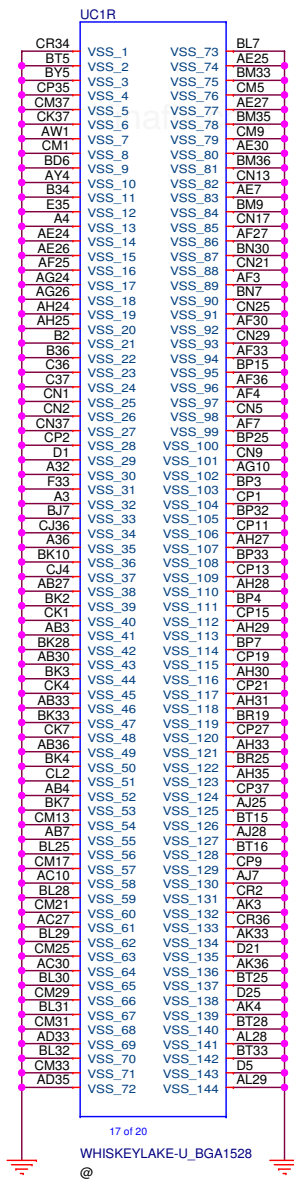 UC1R
CR34 VSS_1 VSS_73 BL7
BT5 VSS_2 VSS_74 AE25
BY5 VSS_3 VSS_75 BM33
CP35 VSS_4 VSS_76 CM5
CM37 VSS_5 VSS_77 AE27
CK37 VSS_6 VSS_78 BM35
AW1 VSS_7 VSS_79 CM9
CM1 VSS_8 VSS_80 AE30
BD6 VSS_9 VSS_81 BM36
AY4 VSS_10 VSS_82 CN13
B34 VSS_11 VSS_83 AE7
E35 VSS_12 VSS_84 BM9
A4 VSS_13 VSS_85 CN17
AE24 VSS_14 VSS_86 AF27
AE26 VSS_15 VSS_87 BN30
AF25 VSS_16 VSS_88 CN21
AG24 VSS_17 VSS_89 AF3
AG26 VSS_18 VSS_90 BN7
AH24 VSS_19 VSS_91 CN25
AH25 VSS_20 VSS_92 AF30
B2 VSS_21 VSS_93 CN29
B36 VSS_22 VSS_94 AF33
C36 VSS_23 VSS_95 BP15
C37 VSS_24 VSS_96 AF36
CN1 VSS_25 VSS_97 AF4
CN2 VSS_26 VSS_98 CN5
CN37 VSS_27 VSS_99 AF7
CP2 VSS_28 VSS_100 BP25
D1 VSS_29 VSS_101 CN9
A32 VSS_30 VSS_102 AG10
F33 VSS_31 VSS_103 BP3
A3 VSS_32 VSS_104 CP1
BJ7 VSS_33 VSS_105 BP32
CJ36 VSS_34 VSS_106 CP11
A36 VSS_35 VSS_107 AH27
BK10 VSS_36 VSS_108 BP33
CJ4 VSS_37 VSS_109 CP13
AB27 VSS_38 VSS_110 AH28
BK2 VSS_39 VSS_111 BP4
CK1 VSS_40 VSS_112 CP15
AB3 VSS_41 VSS_113 AH29
BK28 VSS_42 VSS_114 BP7
AB30 VSS_43 VSS_115 CP19
BK3 VSS_44 VSS_116 AH30
CK4 VSS_45 VSS_117 CP21
AB33 VSS_46 VSS_118 AH31
BK33 VSS_47 VSS_119 BR19
CK7 VSS_48 VSS_120 CP27
AB36 VSS_49 VSS_121 AH33
BK4 VSS_50 VSS_122 BR25
CL2 VSS_51 VSS_123 AH35
AB4 VSS_52 VSS_124 CP37
BK7 VSS_53 VSS_125 AJ25
CM13 VSS_54 VSS_126 BT15
AB7 VSS_55 VSS_127 AJ28
BL25 VSS_56 VSS_128 BT16
CM17 VSS_57 VSS_129 CP9
AC10 VSS_58 VSS_130 AJ7
BL28 VSS_59 VSS_131 CR2
CM21 VSS_60 VSS_132 AK3
AC27 VSS_61 VSS_133 CR36
BL29 VSS_62 VSS_134 AK33
CM25 VSS_63 VSS_135 D21
AC30 VSS_64 VSS_136 AK36
BL30 VSS_65 VSS_137 BT25
CM29 VSS_66 VSS_138 D25
BL31 VSS_67 VSS_139 AK4
CM31 VSS_68 VSS_140 BT28
AD33 VSS_69 VSS_141 AL28
BL32 VSS_70 VSS_142 BT33
CM33 VSS_71 VSS_143 D5
AD35 VSS_72 VSS_144 AL29
17 of 20
WHISKEYLAKE-U_BGA1528
@